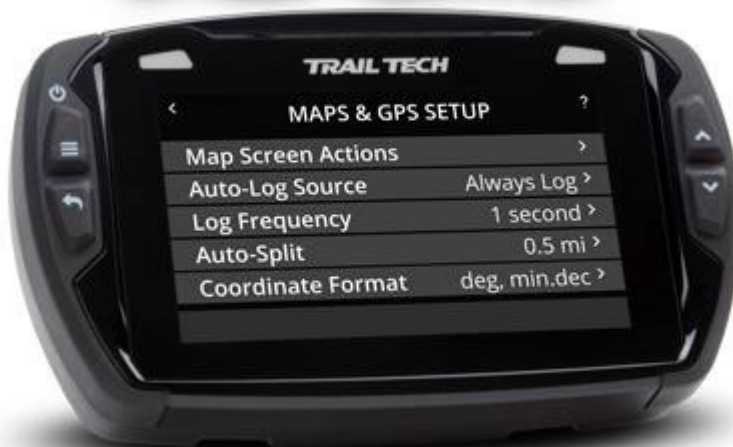 TRAIL TECH
< MAPS & GPS SETUP ?
Map Screen Actions >
Auto-Log Source Always Log >
Log Frequency 1 second >
Auto-Split 0.5 mi >
Coordinate Format deg, min.dec >